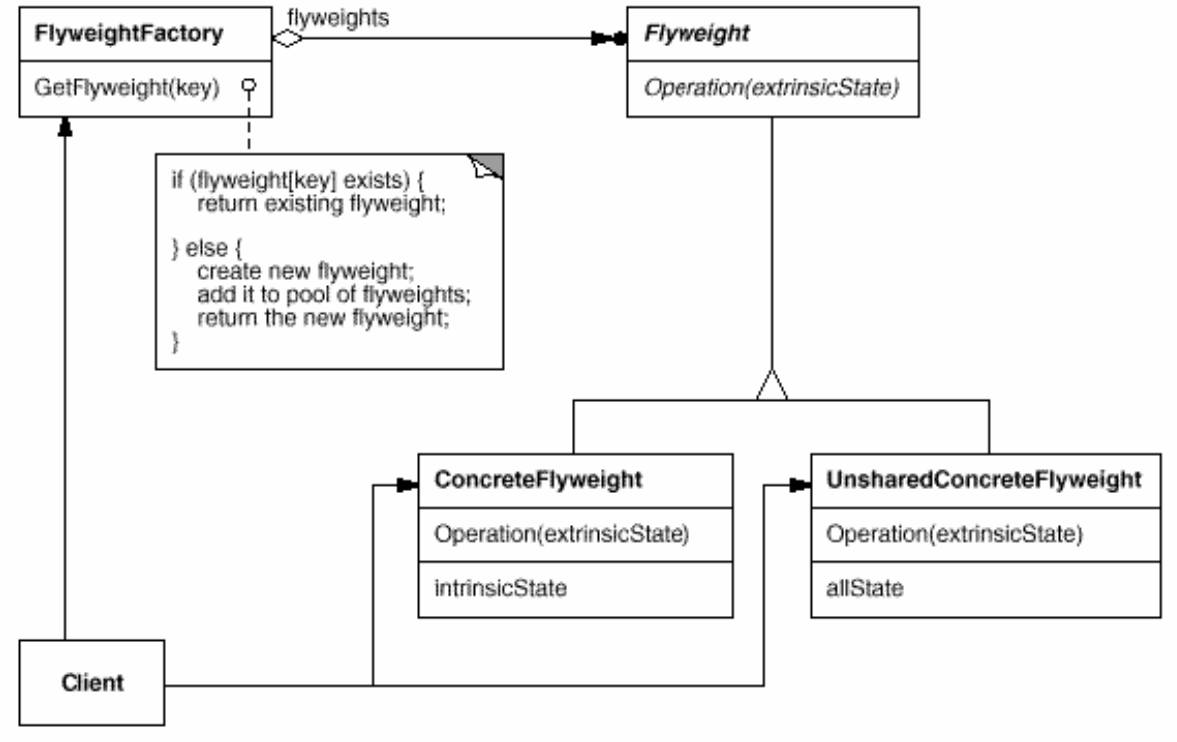 flyweights
FlyweightFactory
GetFlyweight(key)
Flyweight
Operation(extrinsicState)
if (flyweight[key] exists) {
return existing flyweight;
} else {
create new flyweight;
add it to pool of flyweights;
return the new flyweight;
}
ConcreteFlyweight
Operation(extrinsicState)
intrinsicState
UnsharedConcreteFlyweight
Operation(extrinsicState)
allState
Client